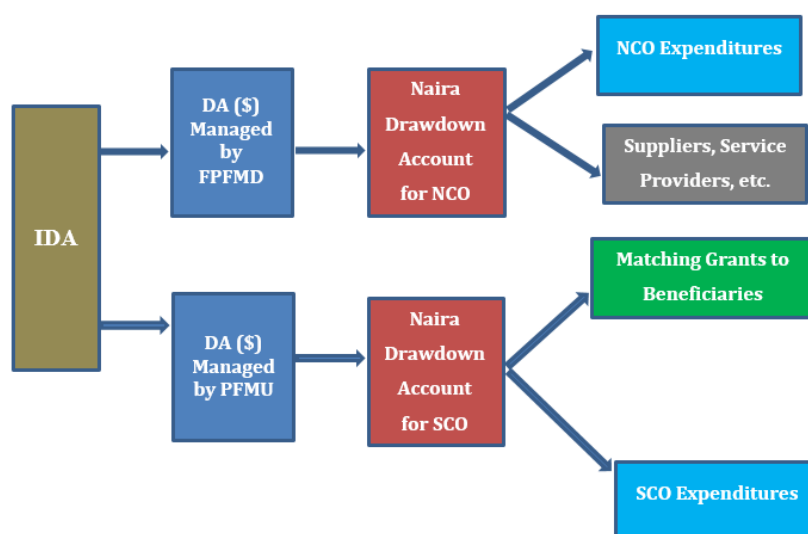 IDA
DA ($)
Managed
by
FPFMD
Naira
Drawdown
Account
for NCO
NCO Expenditures
Suppliers, Service
Providers, etc.
DA ($)
Managed
by PFMU
Naira
Drawdown
Account
for SCO
Matching Grants to
Beneficiaries
SCO Expenditures